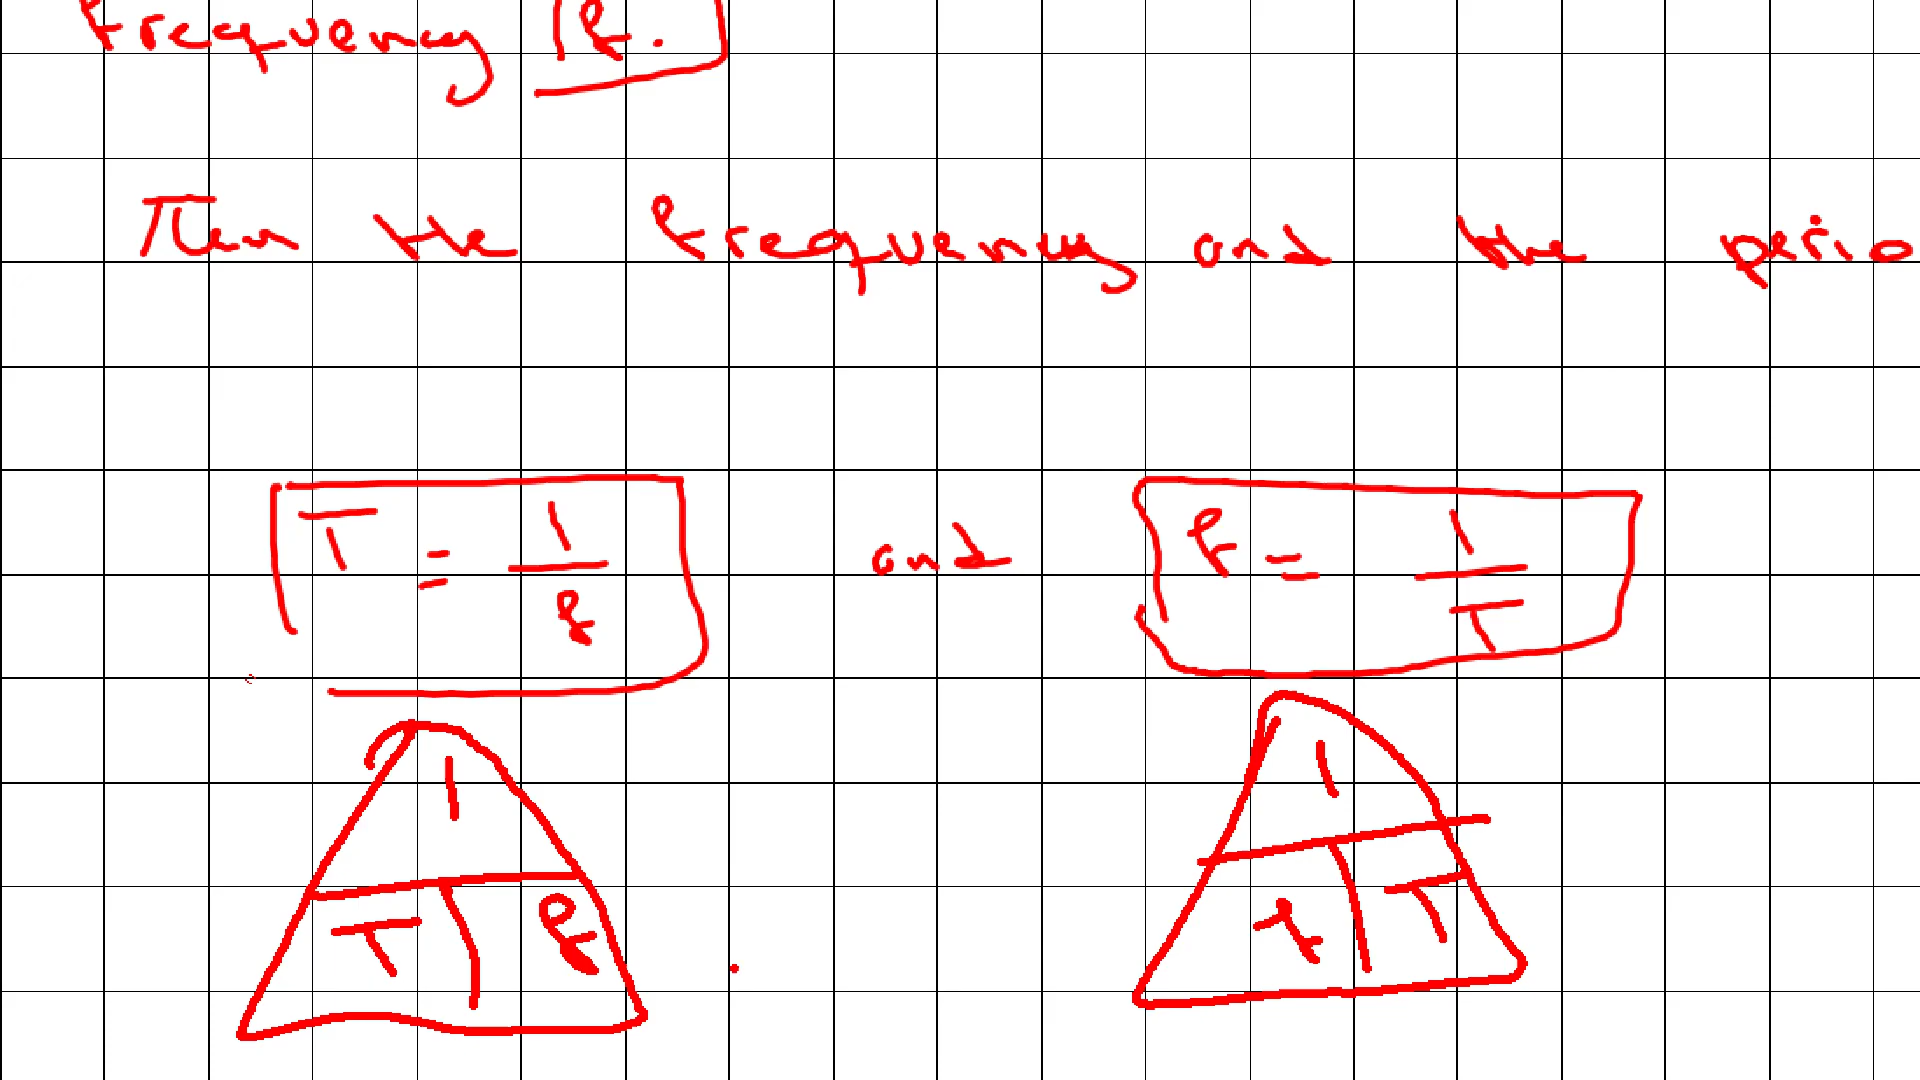 frequency f.
Then the frequency and the perio
T = 1/f and f = 1/T
1 1
T f f T